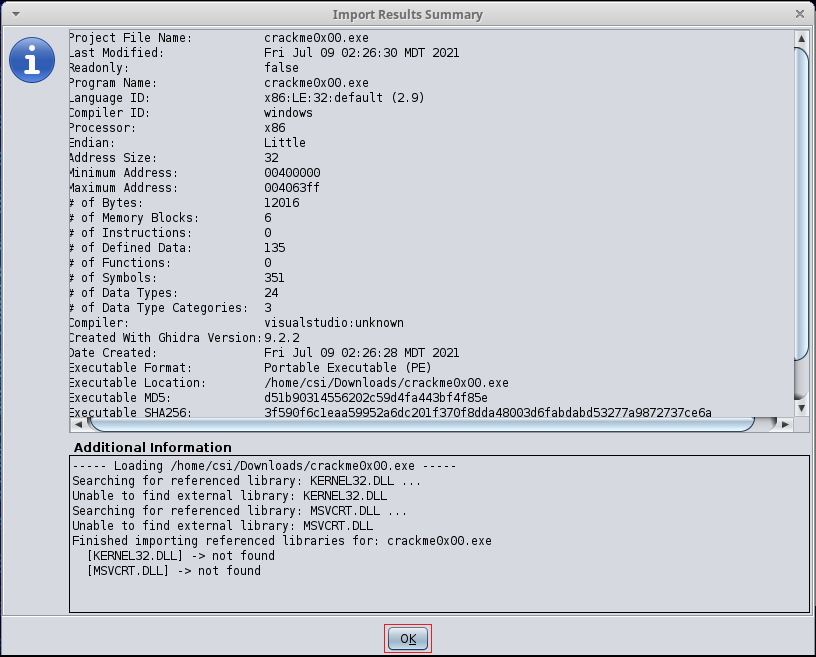 Import Results Summary
Project File Name: crackme0x00.exe
Last Modified: Fri Jul 09 02:26:30 MDT 2021
Readonly: false
Program Name: crackme0x00.exe
Language ID: x86:LE:32:default (2.9)
Compiler ID: windows
Processor: x86
Endian: Little
Address Size: 32
Minimum Address: 00400000
Maximum Address: 004063ff
# of Bytes: 12016
# of Memory Blocks: 6
# of Instructions: 0
# of Defined Data: 135
# of Functions: 0
# of Symbols: 351
# of Data Types: 24
# of Data Type Categories: 3
Compiler: visualstudio:unknown
Created With Ghidra Version: 9.2.2
Date Created: Fri Jul 09 02:26:28 MDT 2021
Executable Format: Portable Executable (PE)
Executable Location: /home/csi/Downloads/crackme0x00.exe
Executable MD5: d51b90314556202c59d4fa443bf4f85e
Executable SHA256: 3f590f6c1eaa59952a6dc201f370f8dda48003d6fabdabd53277a9872737ce6a
Additional Information
----- Loading /home/csi/Downloads/crackme0x00.exe -----
Searching for referenced library: KERNEL32.DLL ...
Unable to find external library: KERNEL32.DLL
Searching for referenced library: MSVCRT.DLL ...
Unable to find external library: MSVCRT.DLL
Finished importing referenced libraries for: crackme0x00.exe
[KERNEL32.DLL] -> not found
[MSVCRT.DLL] -> not found
OK